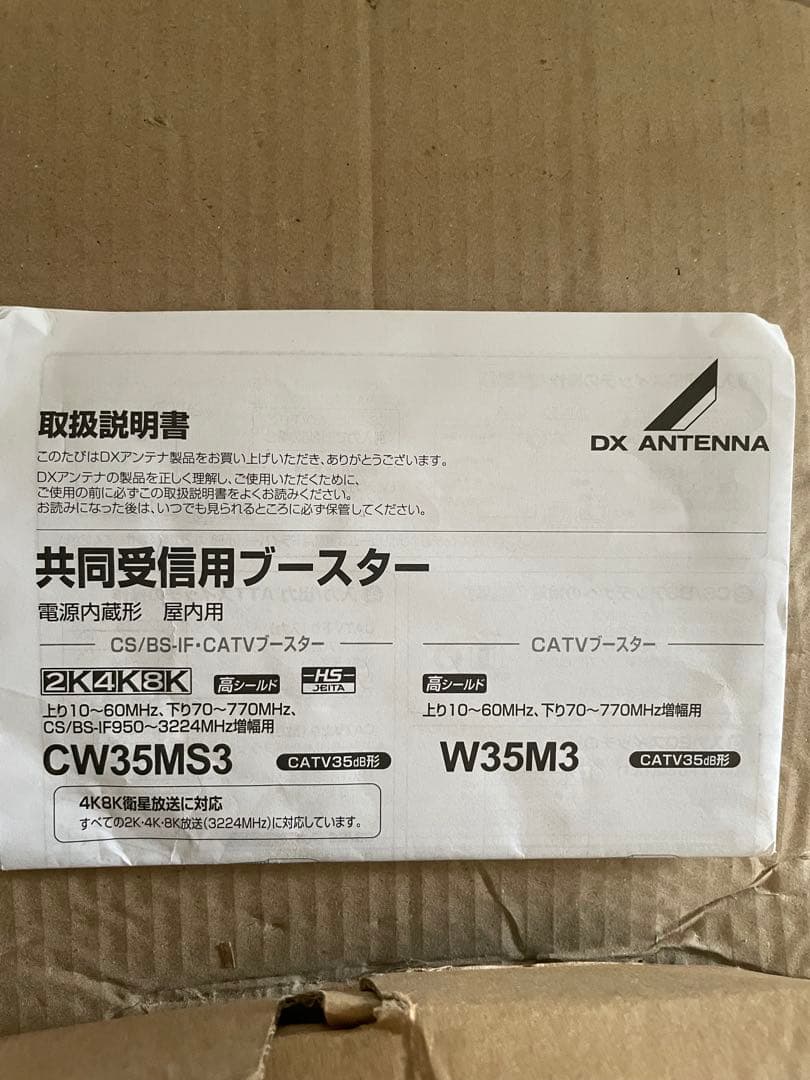 DX ANTENNA
取扱説明書
このたびはDXアンテナ製品をお買い上げいただき、ありがとうございます。
DXアンテナの製品を正しく理解し、ご使用いただくために、
ご使用の前に必ずこの取扱説明書をよくお読みください。
お読みになった後は、いつでも見られるところに必ず保管してください。
共同受信用ブースター
電源内蔵形 屋内用
CS/BS-IF・CATVブースター
2K4K8K 高シールド HS JEITA
上り10〜60MHz、下り70〜770MHz、
CS/BS-IF950〜3224MHz増幅用
CW35MS3 CATV35dB形
4K8K衛星放送に対応
すべての2K・4K・8K放送(3224MHz)に対応しています。
CATVブースター
高シールド
上り10〜60MHz、下り70〜770MHz増幅用
W35M3 CATV35dB形